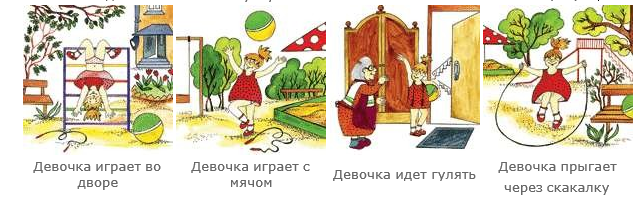 Девочка играет во
дворе
Девочка играет с
мячом
Девочка идет гулять
Девочка прыгает
через скакалку